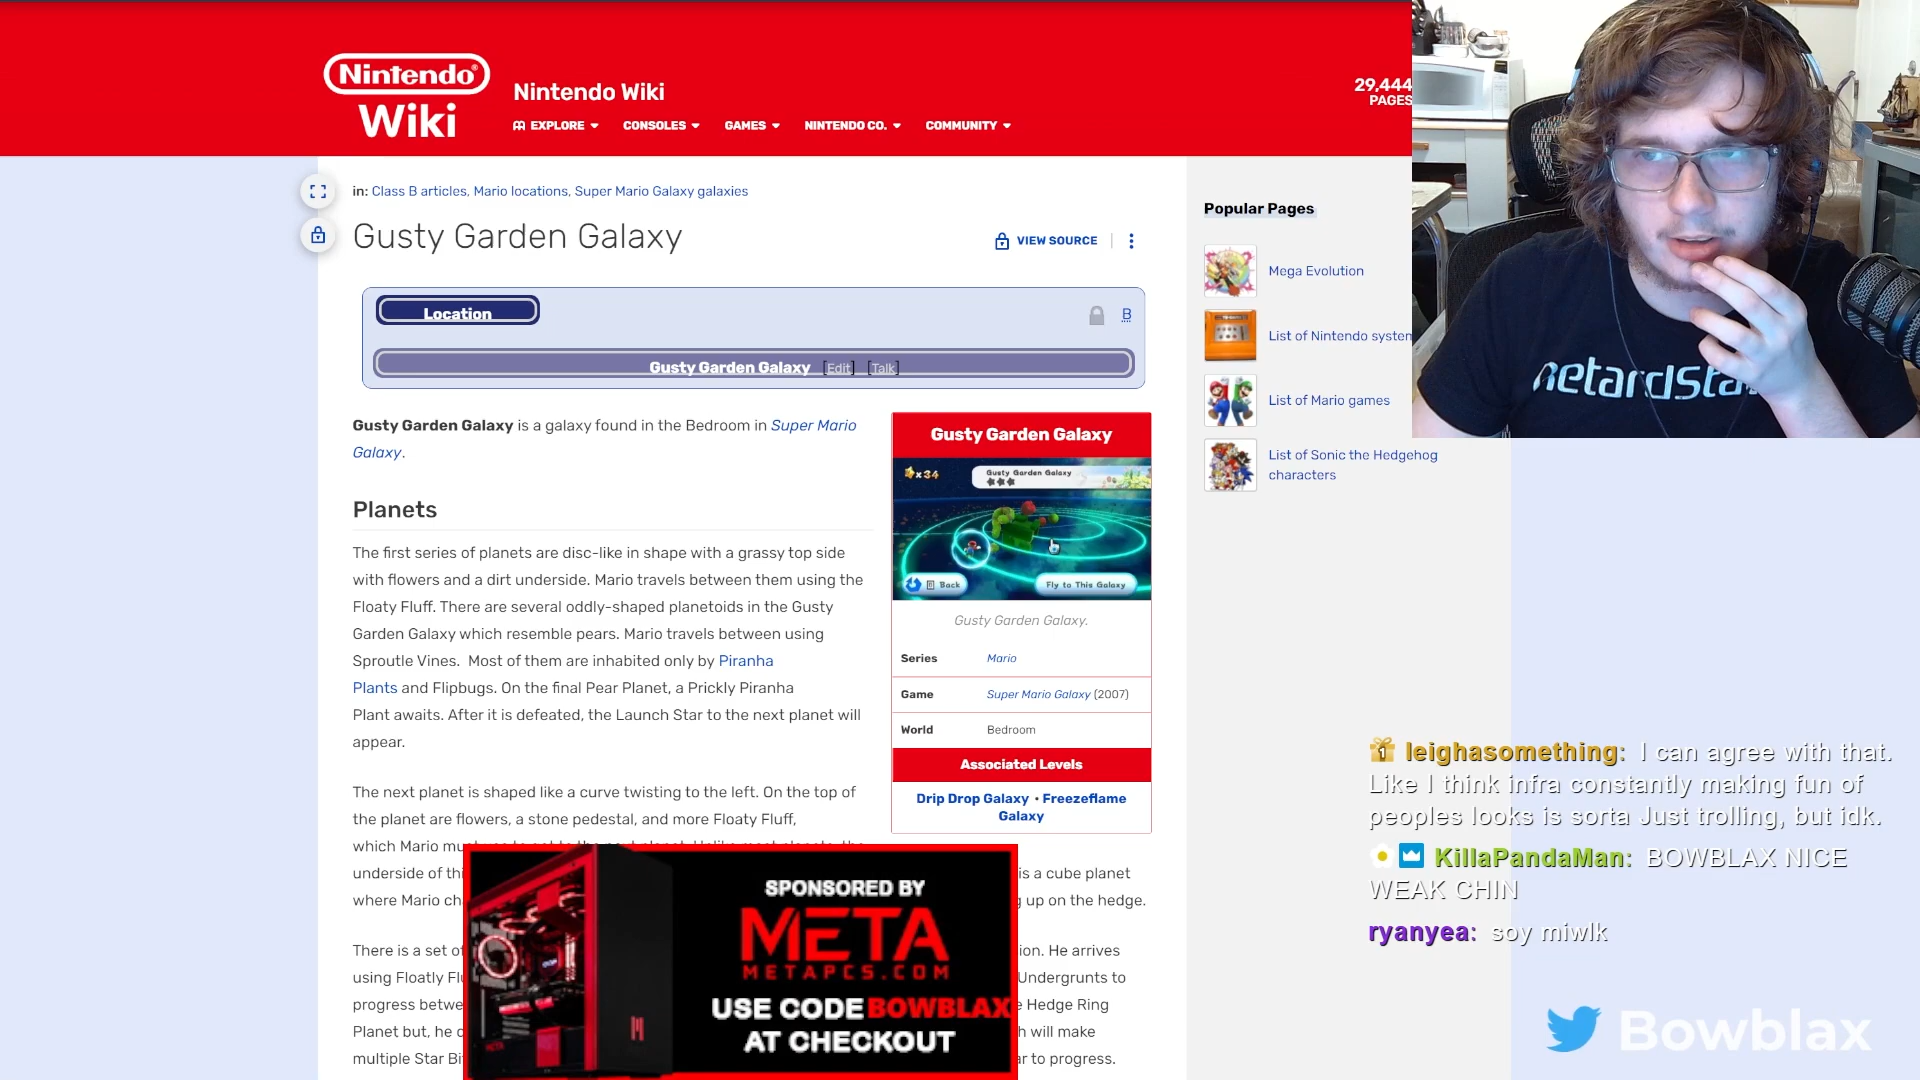 Nintendo®
Wiki
Nintendo Wiki
EXPLORE CONSOLES GAMES NINTENDO CO. COMMUNITY
29,444
PAGES
in: Class B articles, Mario locations, Super Mario Galaxy galaxies
Gusty Garden Galaxy
VIEW SOURCE
Location
B
Gusty Garden Galaxy [Edit] [Talk]
Gusty Garden Galaxy is a galaxy found in the Bedroom in Super Mario
Galaxy.
Planets
The first series of planets are disc-like in shape with a grassy top side
with flowers and a dirt underside. Mario travels between them using the
Floaty Fluff. There are several oddly-shaped planetoids in the Gusty
Garden Galaxy which resemble pears. Mario travels between using
Sproutle Vines. Most of them are inhabited only by Piranha
Plants and Flipbugs. On the final Pear Planet, a Prickly Piranha
Plant awaits. After it is defeated, the Launch Star to the next planet will
appear.
The next planet is shaped like a curve twisting to the left. On the top of
the planet are flowers, a stone pedestal, and more Floaty Fluff,
which Mario
underside of is a cube planet
where Mario up on the hedge.
There is a set of He arrives
using Floatly Undergrunts to
progress Hedge Ring
Planet but, he will make
multiple Star to progress.
Gusty Garden Galaxy
x34
Gusty Garden Galaxy
B Back
Fly to This Galaxy
Gusty Garden Galaxy.
Series Mario
Game Super Mario Galaxy (2007)
World Bedroom
Associated Levels
Drip Drop Galaxy • Freezeflame
Galaxy
Popular Pages
Mega Evolution
List of Nintendo system
List of Mario games
List of Sonic the Hedgehog
characters
SPONSORED BY
META
METAPCS.COM
USE CODE BOWBLAX
AT CHECKOUT
META
1 leighasomething: I can agree with that.
Like I think infra constantly making fun of
peoples looks is sorta Just trolling, but idk.
KillaPandaMan: BOWBLAX NICE
WEAK CHIN
ryanyea: soy miwlk
Bowblax